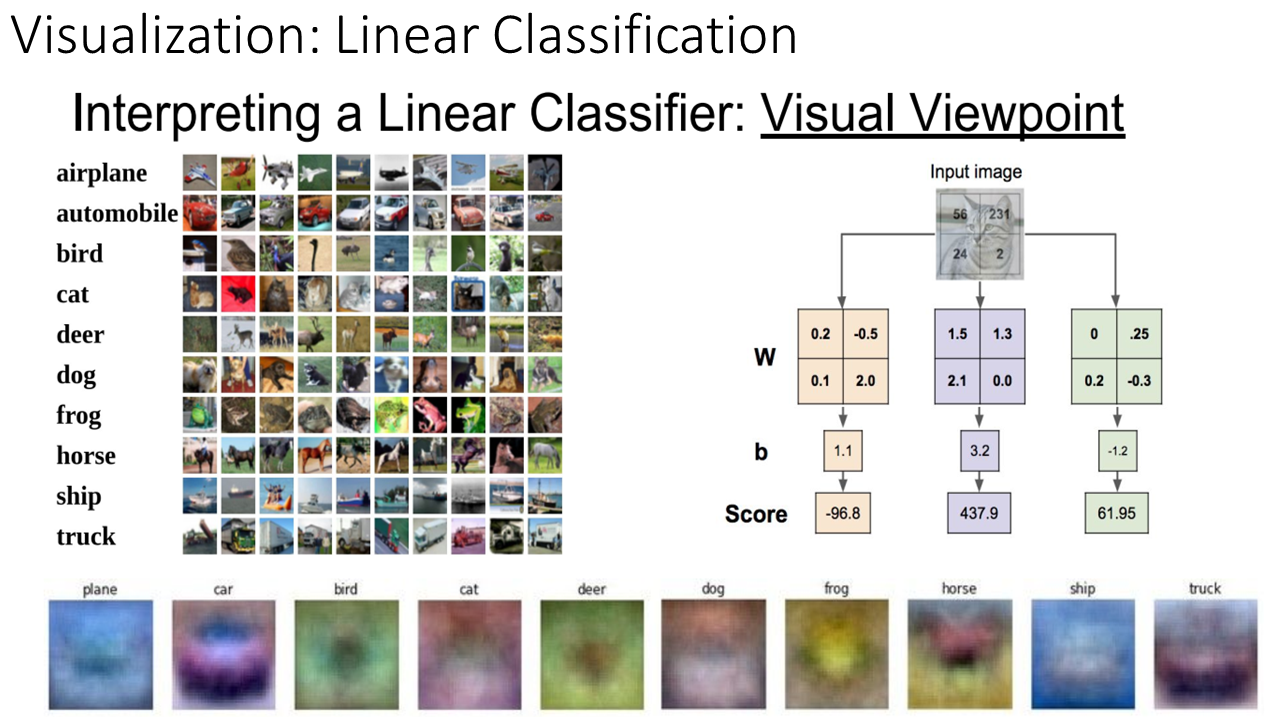 Visualization: Linear Classification
Interpreting a Linear Classifier: Visual Viewpoint
airplane
automobile
bird
cat
deer
dog
frog
horse
ship
truck
Input image
56 231
24 2
W
0.2 -0.5
0.1 2.0
1.5 1.3
2.1 0.0
0 .25
0.2 -0.3
b
1.1
3.2
-1.2
Score
-96.8
437.9
61.95
plane car bird cat deer dog frog horse ship truck